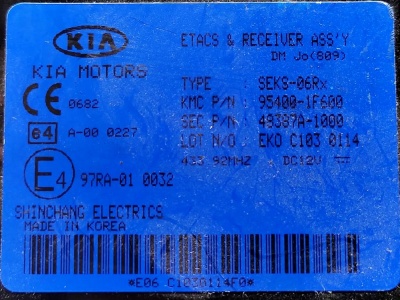 KIA
ETACS & RECEIVER ASS'Y
DM Jo(809)
KIA MOTORS
TYPE : SEKS-06Rx
CE 0682
KMC P/N: 95400-1F600
e4 A-00 0227
SEC P/N: 49387A-1000
LOT N/O: EKO C103 0114
433.92MHZ DC12V
E4 97RA-01 0032
SHINCHANG ELECTRICS
MADE IN KOREA
*E06 C1030114F0*